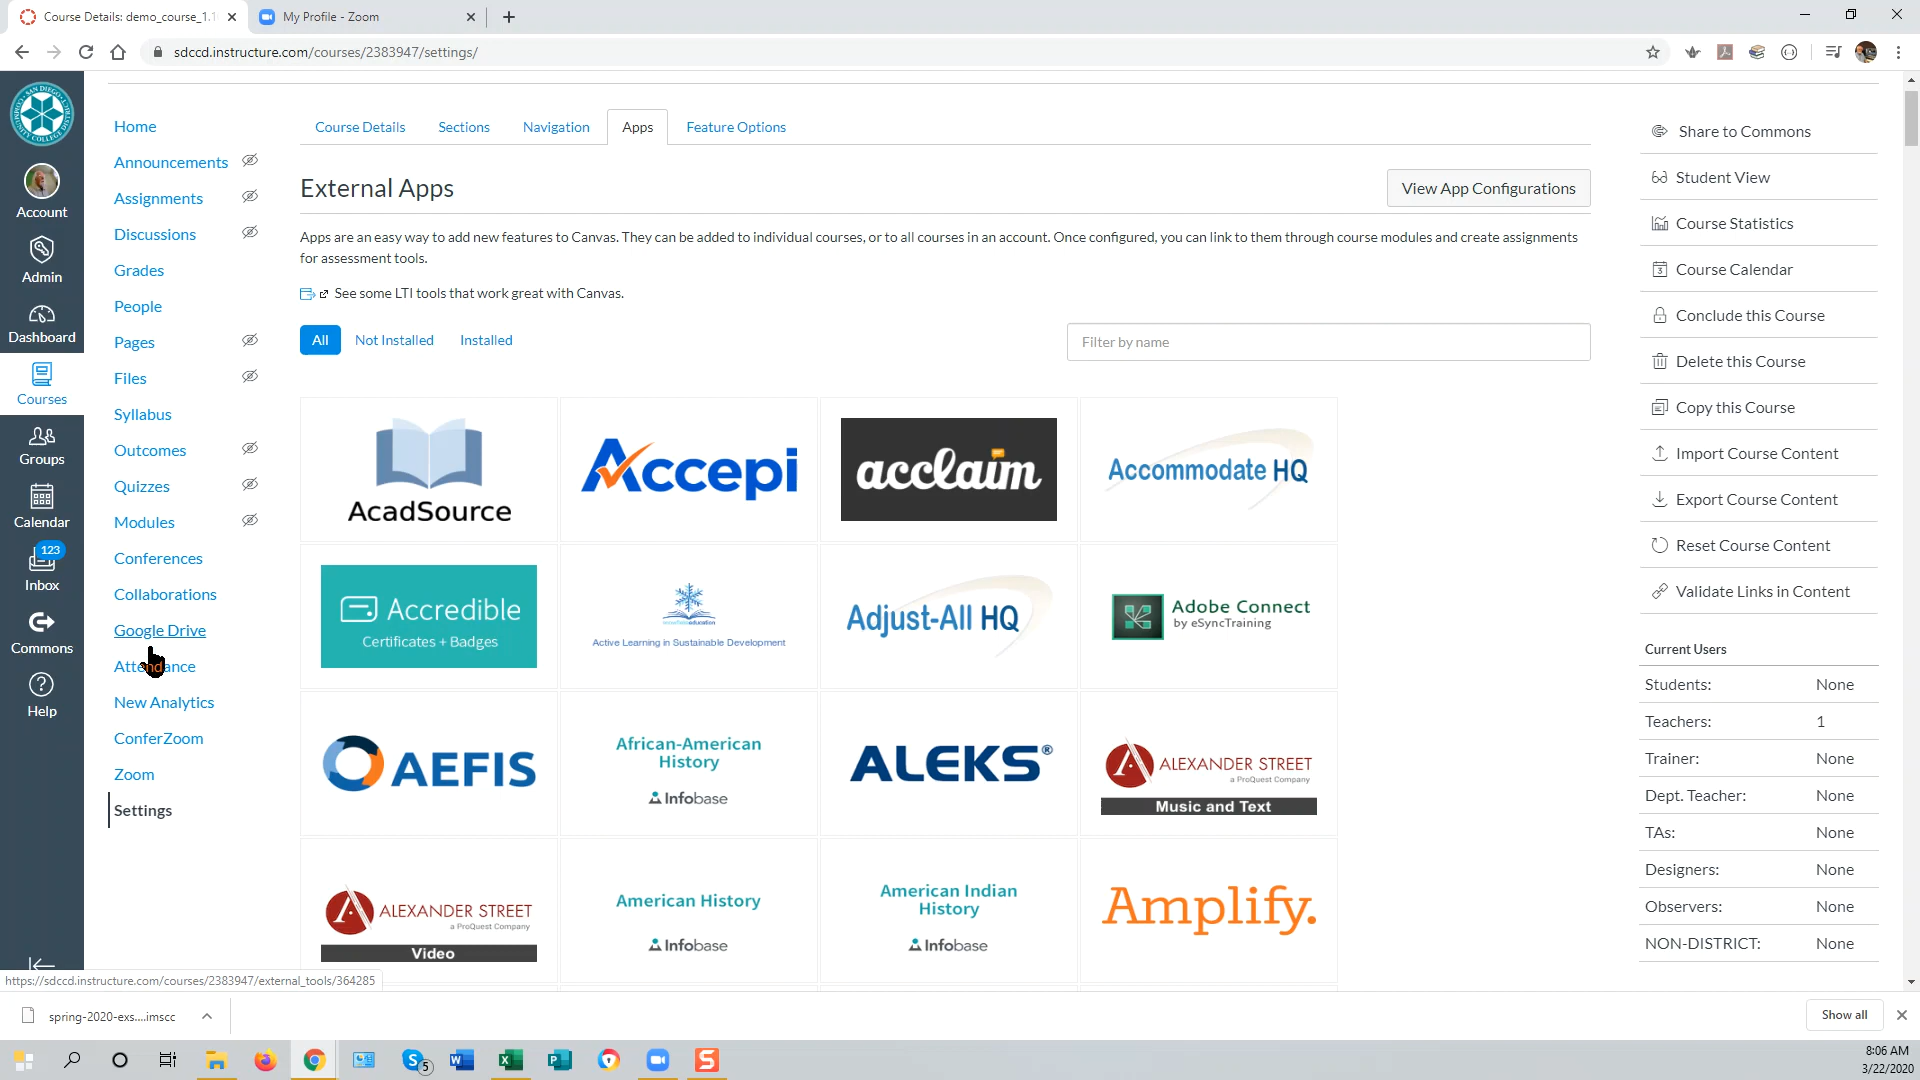 Course Details: demo_course_1.1
My Profile - Zoom
sdccd.instructure.com/courses/2383947/settings/
SAN DIEGO
COMMUNITY COLLEGE DISTRICT
Account
Admin
Dashboard
Courses
Groups
Calendar
123
Inbox
Commons
Help
Home
Announcements
Assignments
Discussions
Grades
People
Pages
Files
Syllabus
Outcomes
Quizzes
Modules
Conferences
Collaborations
Google Drive
Attendance
New Analytics
ConferZoom
Zoom
Settings
Course Details
Sections
Navigation
Apps
Feature Options
External Apps
View App Configurations
Apps are an easy way to add new features to Canvas. They can be added to individual courses, or to all courses in an account. Once configured, you can link to them through course modules and create assignments
for assessment tools.
See some LTI tools that work great with Canvas.
All
Not Installed
Installed
Filter by name
AcadSource
Accepi
acclaim
Accommodate HQ
Accredible
Certificates + Badges
Active Learning in Sustainable Development
Adjust-All HQ
Adobe Connect
by eSyncTraining
AEFIS
African-American
History
Infobase
ALEKS®
ALEXANDER STREET
a ProQuest Company
Music and Text
ALEXANDER STREET
a ProQuest Company
Video
American History
Infobase
American Indian
History
Infobase
Amplify.
Share to Commons
Student View
Course Statistics
3
Course Calendar
Conclude this Course
Delete this Course
Copy this Course
Import Course Content
Export Course Content
Reset Course Content
Validate Links in Content
Current Users
Students: None
Teachers: 1
Trainer: None
Dept. Teacher: None
TAs: None
Designers: None
Observers: None
NON-DISTRICT: None
https://sdccd.instructure.com/courses/2383947/external_tools/364285
spring-2020-exs....imscc
Show all
5
8:06 AM
3/22/2020